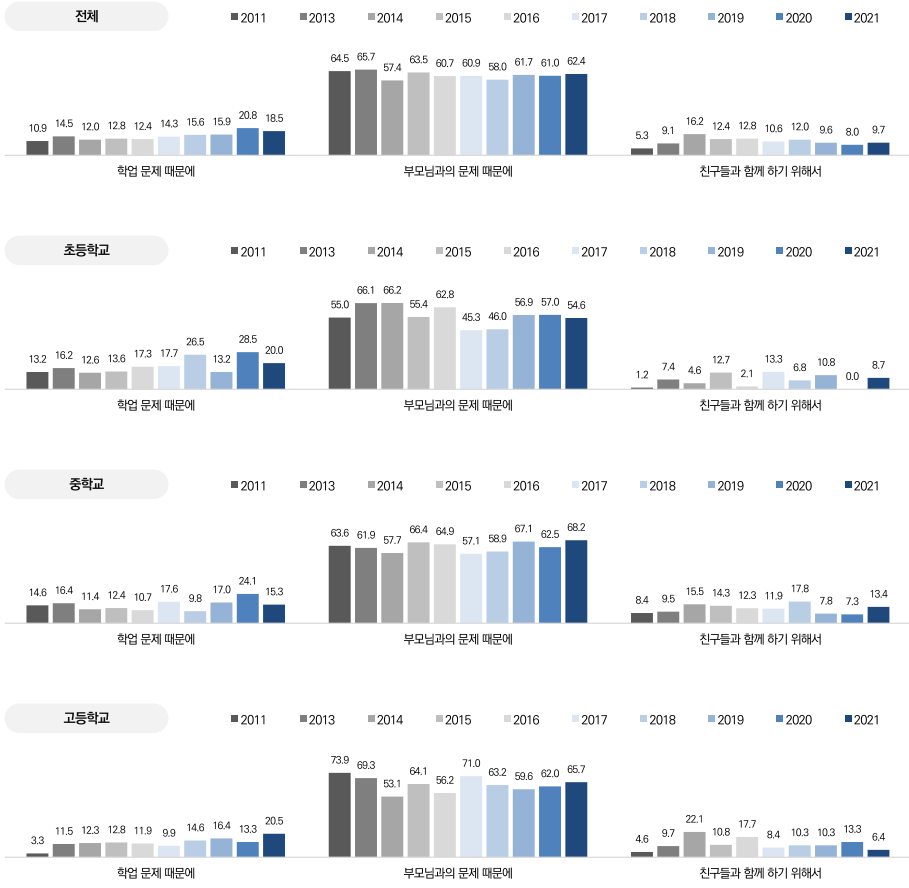 전체
2011 2013 2014 2015 2016 2017 2018 2019 2020 2021
10.9 14.5 12.0 12.8 12.4 14.3 15.6 15.9 20.8 18.5
64.5 65.7 57.4 63.5 60.7 60.9 58.0 61.7 61.0 62.4
5.3 9.1 16.2 12.4 12.8 10.6 12.0 9.6 8.0 9.7
학업 문제 때문에 부모님과의 문제 때문에 친구들과 함께 하기 위해서
초등학교
2011 2013 2014 2015 2016 2017 2018 2019 2020 2021
13.2 16.2 12.6 13.6 17.3 17.7 26.5 13.2 28.5 20.0
55.0 66.1 66.2 55.4 62.8 45.3 46.0 56.9 57.0 54.6
1.2 7.4 4.6 12.7 2.1 13.3 6.8 10.8 0.0 8.7
학업 문제 때문에 부모님과의 문제 때문에 친구들과 함께 하기 위해서
중학교
2011 2013 2014 2015 2016 2017 2018 2019 2020 2021
14.6 16.4 11.4 12.4 10.7 17.6 9.8 17.0 24.1 15.3
63.6 61.9 57.7 66.4 64.9 57.1 58.9 67.1 62.5 68.2
8.4 9.5 15.5 14.3 12.3 11.9 17.8 7.8 7.3 13.4
학업 문제 때문에 부모님과의 문제 때문에 친구들과 함께 하기 위해서
고등학교
2011 2013 2014 2015 2016 2017 2018 2019 2020 2021
3.3 11.5 12.3 12.8 11.9 9.9 14.6 16.4 13.3 20.5
73.9 69.3 53.1 64.1 56.2 71.0 63.2 59.6 62.0 65.7
4.6 9.7 22.1 10.8 17.7 8.4 10.3 10.3 13.3 6.4
학업 문제 때문에 부모님과의 문제 때문에 친구들과 함께 하기 위해서